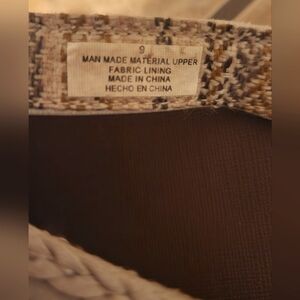 9
MAN MADE MATERIAL UPPER
FABRIC LINING
MADE IN CHINA
HECHO EN CHINA